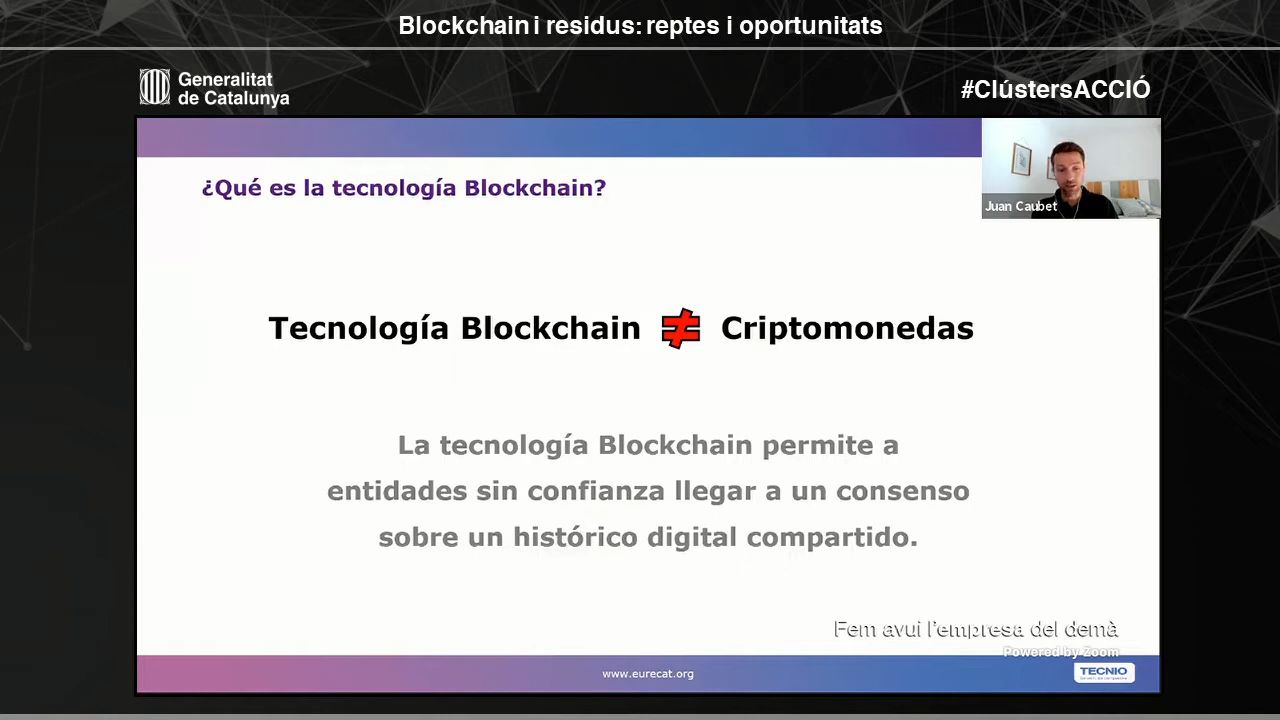 Blockchain i residus: reptes i oportunitats
Generalitat
de Catalunya
#ClústersACCIÓ
¿Qué es la tecnología Blockchain?
Juan Caubet
Tecnología Blockchain ≠ Criptomonedas
La tecnología Blockchain permite a
entidades sin confianza llegar a un consenso
sobre un histórico digital compartido.
Fem avui l'empresa del demà
Powered by Zoom
www.eurecat.org
TECNIO